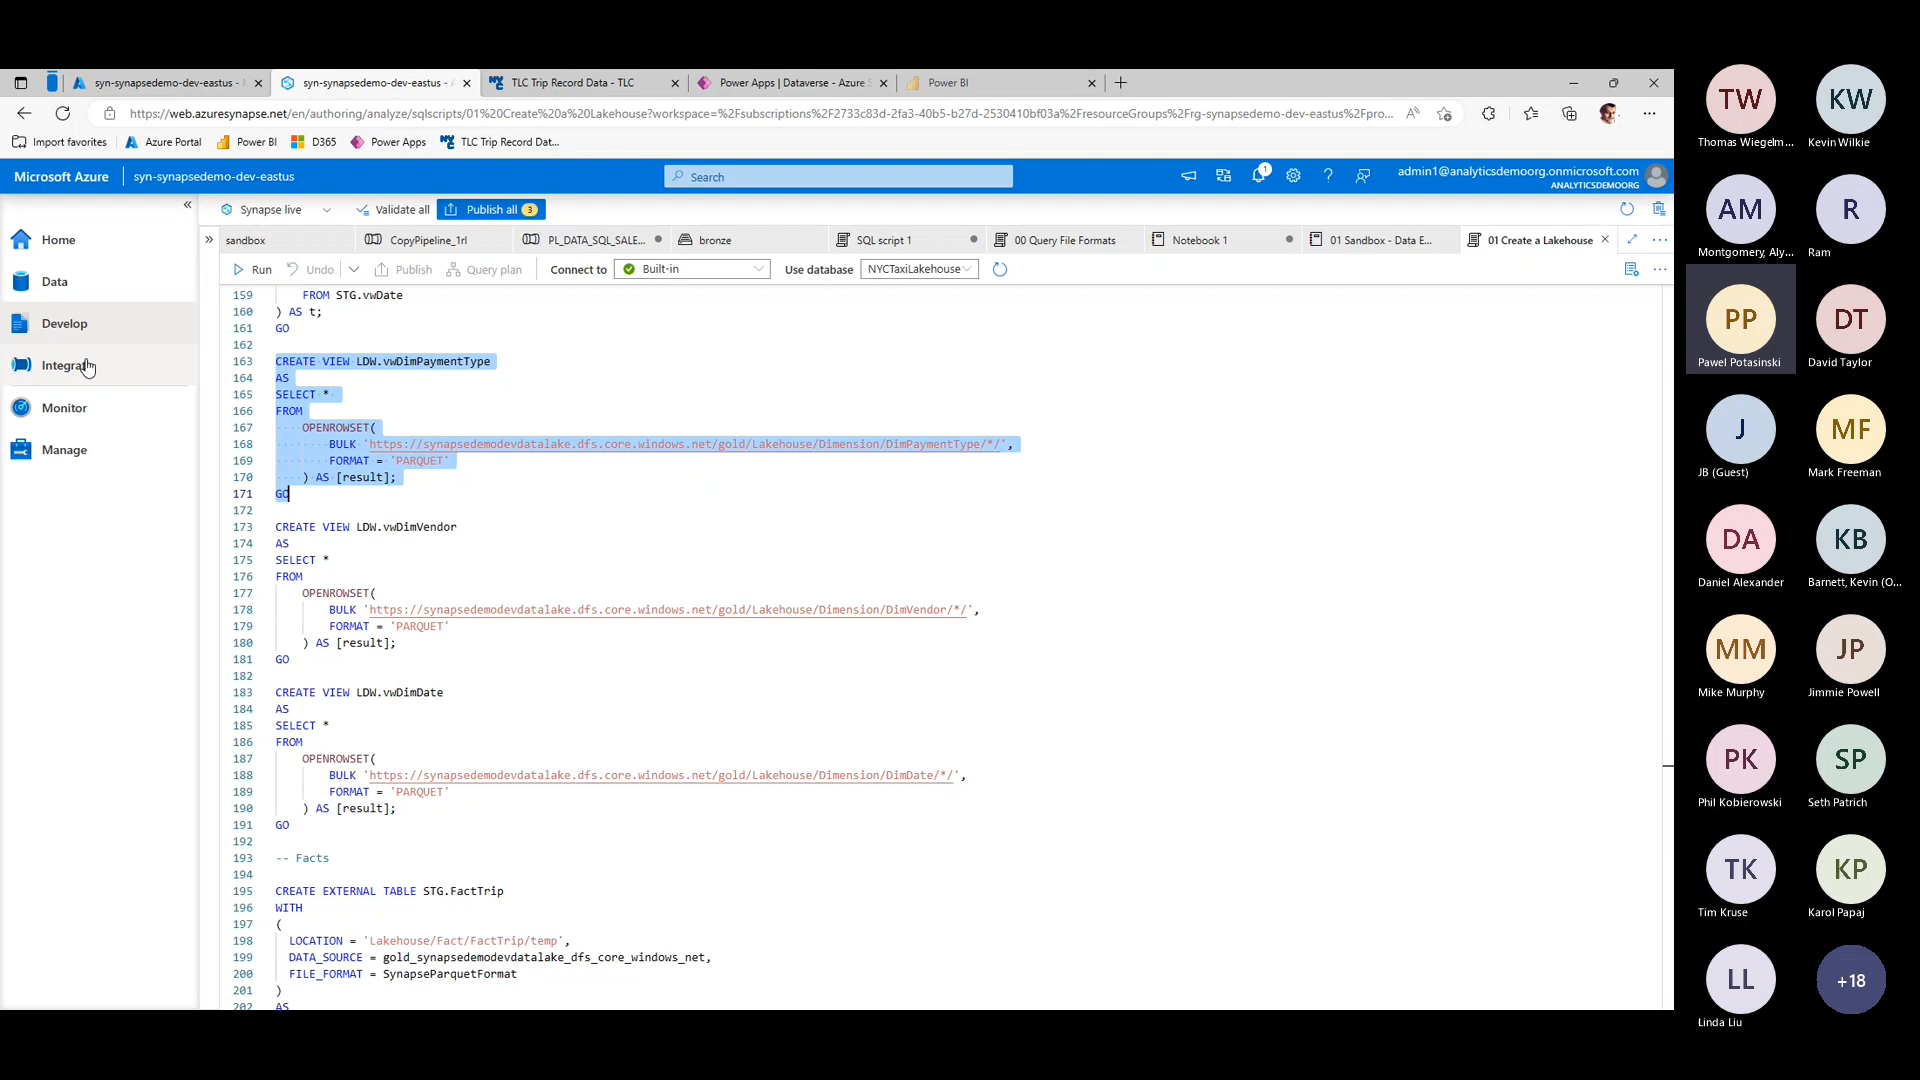 syn-synapsedemo-dev-eastus -
syn-synapsedemo-dev-eastus -
TLC Trip Record Data - TLC
Power Apps | Dataverse - Azure S
Power BI
https://web.azuresynapse.net/en/authoring/analyze/sqlscripts/01%20Create%20a%20Lakehouse?workspace=%2Fsubscriptions%2F2733c83d-2fa3-40b5-b27d-2530410bf03a%2FresourceGroups%2Frg-synapsedemo-dev-eastus%2Fpro...
Import favorites
Azure Portal
Power BI
D365
Power Apps
TLC Trip Record Dat...
Microsoft Azure
syn-synapsedemo-dev-eastus
Search
1
admin1@analyticsdemoorg.onmicrosoft.com
ANALYTICSDEMOORG
Synapse live
Validate all
Publish all
3
Home
Data
Develop
Integrat
Monitor
Manage
sandbox
CopyPipeline_1rl
PL_DATA_SQL_SALE...
bronze
SQL script 1
00 Query File Formats
Notebook 1
01 Sandbox - Data E...
01 Create a Lakehouse
Run
Undo
Publish
Query plan
Connect to
Built-in
Use database
NYCTaxiLakehouse
159 FROM STG.vwDate
160 ) AS t;
161 GO
162
163 CREATE VIEW LDW.vwDimPaymentType
164 AS
165 SELECT *
166 FROM
167 OPENROWSET(
168 BULK 'https://synapsedemodevdatalake.dfs.core.windows.net/gold/Lakehouse/Dimension/DimPaymentType/*/',
169 FORMAT = 'PARQUET'
170 ) AS [result];
171 GO
172
173 CREATE VIEW LDW.vwDimVendor
174 AS
175 SELECT *
176 FROM
177 OPENROWSET(
178 BULK 'https://synapsedemodevdatalake.dfs.core.windows.net/gold/Lakehouse/Dimension/DimVendor/*/',
179 FORMAT = 'PARQUET'
180 ) AS [result];
181 GO
182
183 CREATE VIEW LDW.vwDimDate
184 AS
185 SELECT *
186 FROM
187 OPENROWSET(
188 BULK 'https://synapsedemodevdatalake.dfs.core.windows.net/gold/Lakehouse/Dimension/DimDate/*/',
189 FORMAT = 'PARQUET'
190 ) AS [result];
191 GO
192
193 -- Facts
194
195 CREATE EXTERNAL TABLE STG.FactTrip
196 WITH
197 (
198 LOCATION = 'Lakehouse/Fact/FactTrip/temp',
199 DATA_SOURCE = gold_synapsedemodevdatalake_dfs_core_windows_net,
200 FILE_FORMAT = SynapseParquetFormat
201 )
202 AS
TW
Thomas Wiegelm...
KW
Kevin Wilkie
AM
Montgomery, Aly...
R
Ram
PP
Pawel Potasinski
DT
David Taylor
J
JB (Guest)
MF
Mark Freeman
DA
Daniel Alexander
KB
Barnett, Kevin (O...
MM
Mike Murphy
JP
Jimmie Powell
PK
Phil Kobierowski
SP
Seth Patrich
TK
Tim Kruse
KP
Karol Papaj
LL
Linda Liu
+18